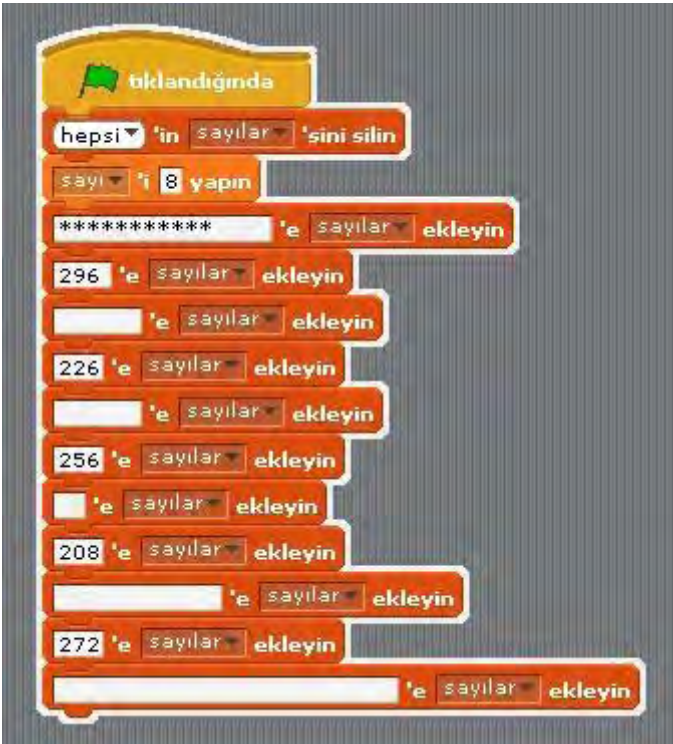 tıklandığında
hepsi 'in sayılar 'sini silin
sayı 'i 8 yapın
*********** 'e sayılar ekleyin
296 'e sayılar ekleyin
'e sayılar ekleyin
226 'e sayılar ekleyin
'e sayılar ekleyin
256 'e sayılar ekleyin
'e sayılar ekleyin
208 'e sayılar ekleyin
'e sayılar ekleyin
272 'e sayılar ekleyin
'e sayılar ekleyin